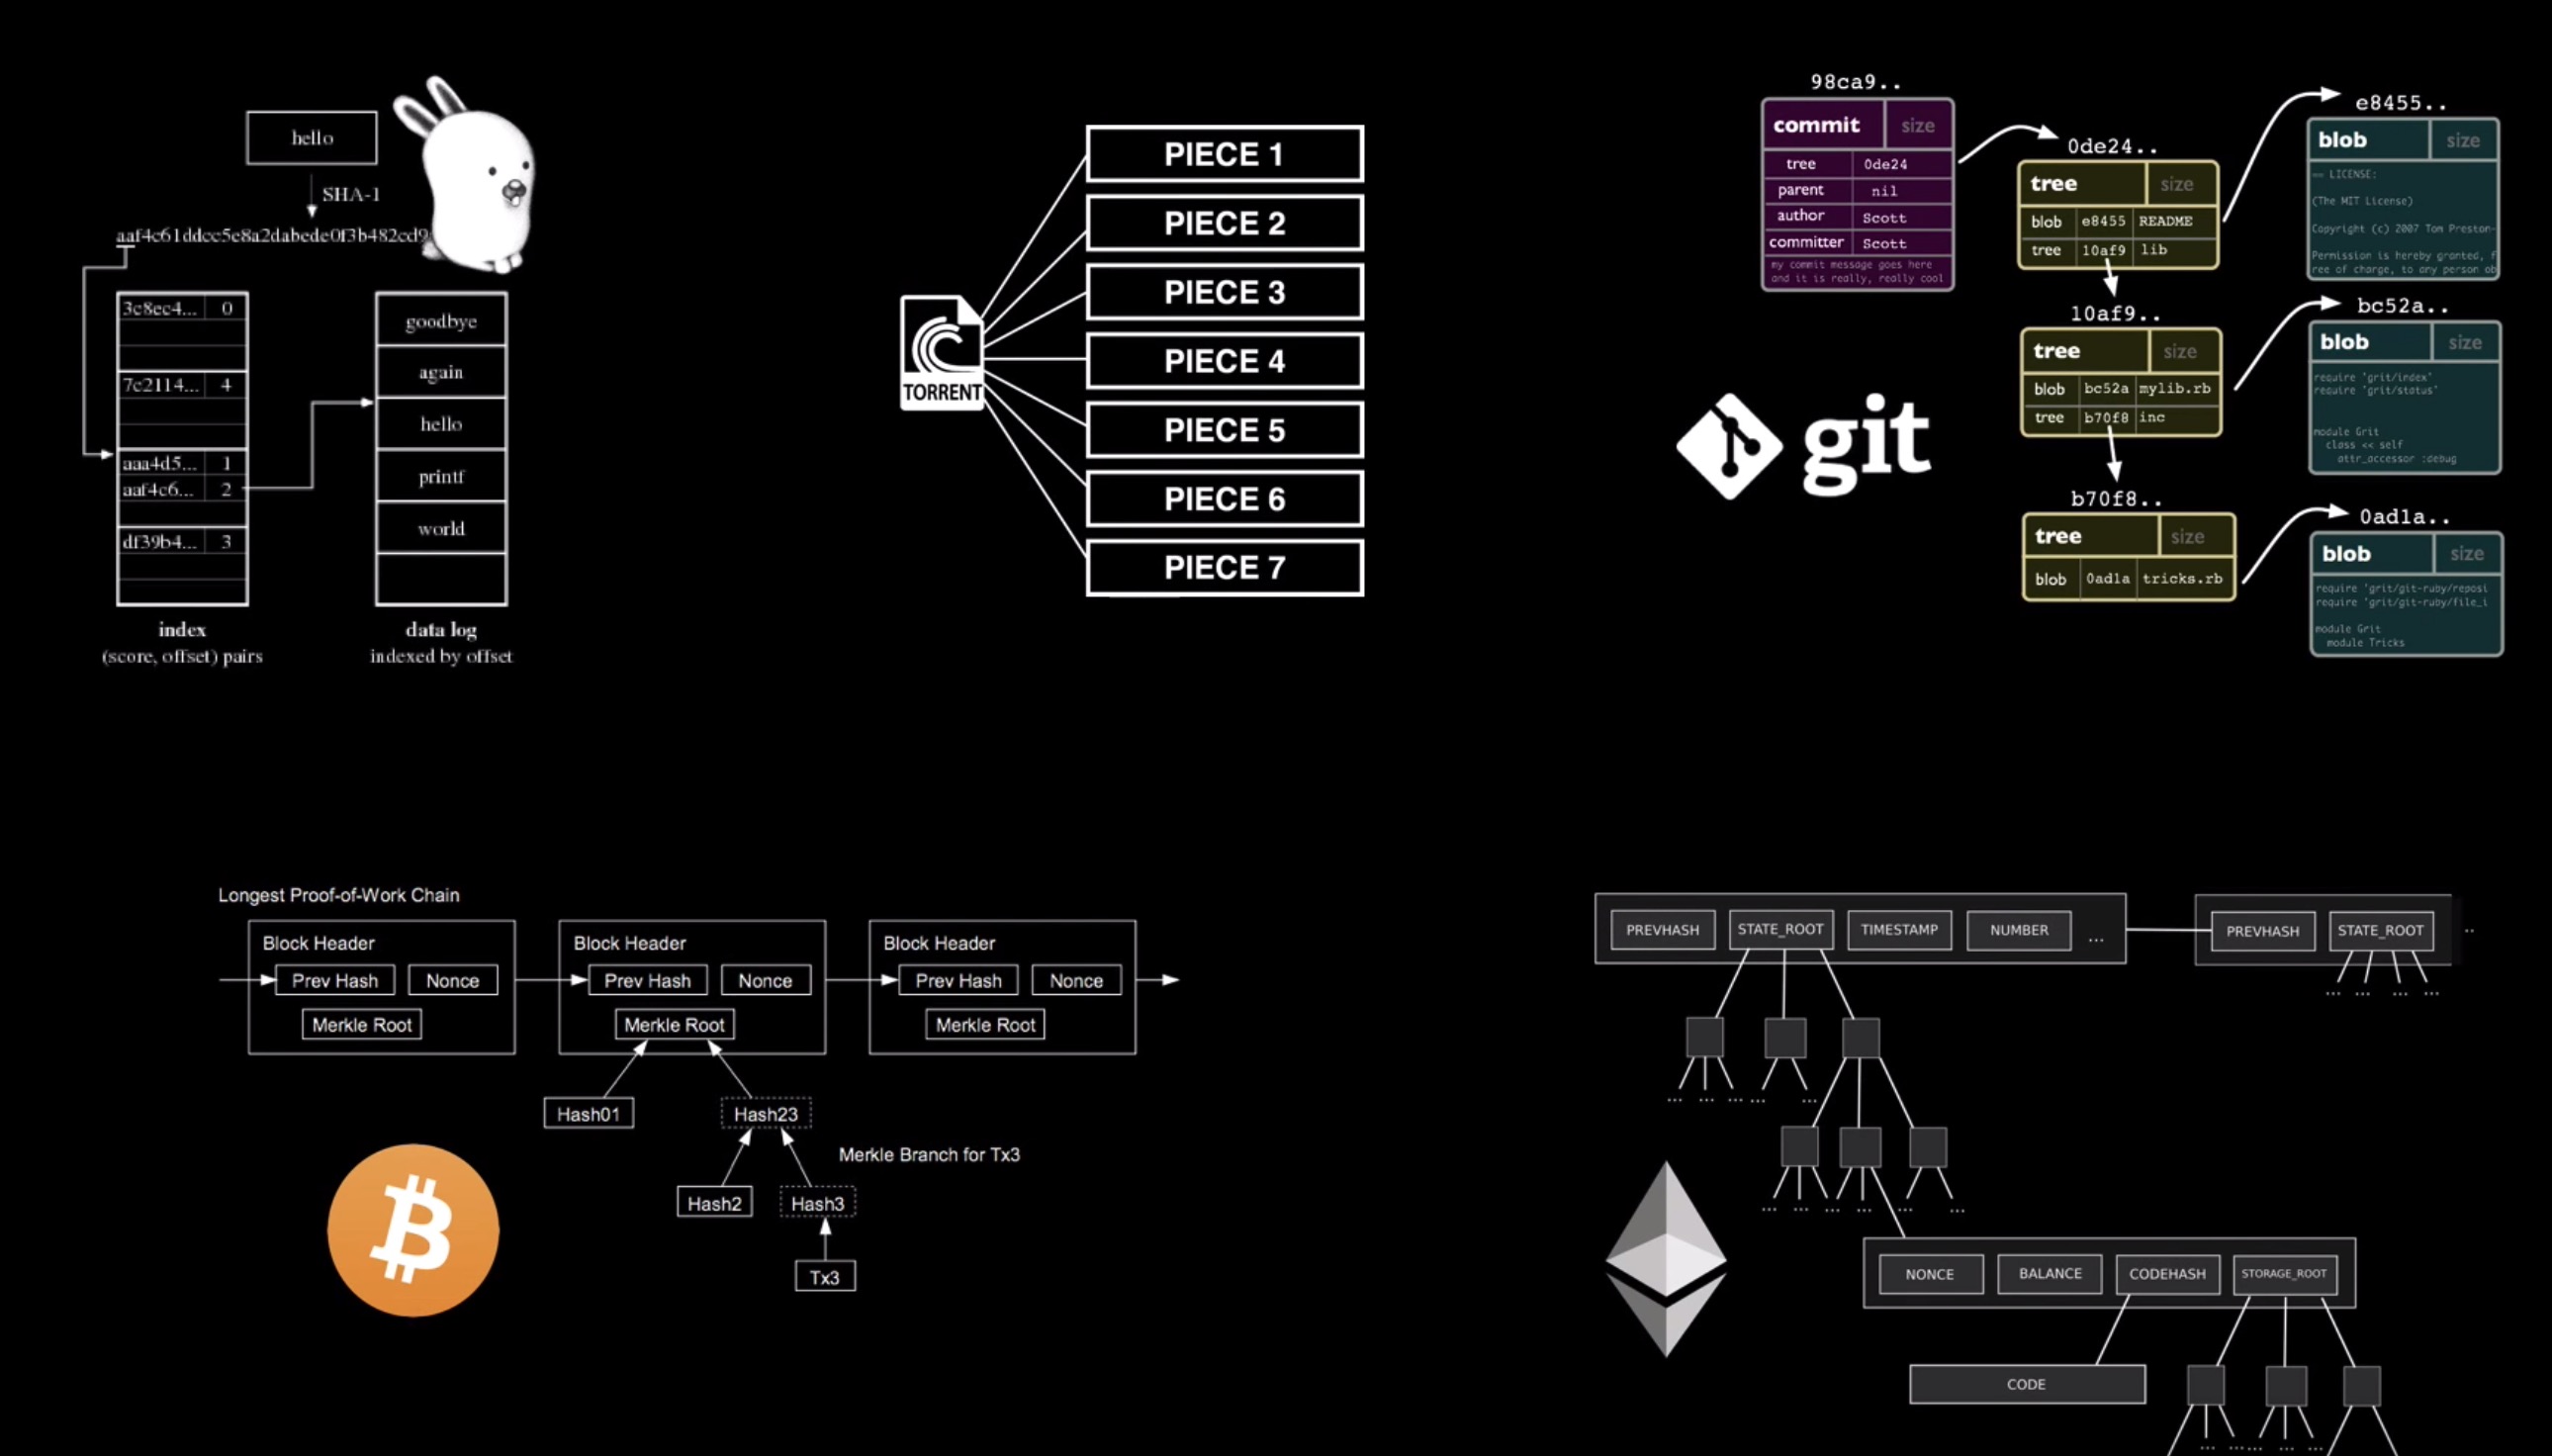 hello
SHA-1
aaf4c61ddcc5e8a2dabede0f3b482cd9
3c8ec4... 0
7c2114... 4
aaa4d5... 1
aaf4c6... 2
df39b4... 3
index
(score, offset) pairs
goodbye
again
hello
printf
world
data log
indexed by offset
TORRENT
PIECE 1
PIECE 2
PIECE 3
PIECE 4
PIECE 5
PIECE 6
PIECE 7
98ca9..
commit size
tree 0de24
parent nil
author Scott
committer Scott
my commit message goes here
and it is really, really cool
git
0de24..
tree size
blob e8455 README
tree 10af9 lib
10af9..
tree size
blob bc52a mylib.rb
tree b70f8 inc
b70f8..
tree size
blob 0ad1a tricks.rb
e8455..
blob size
== LICENSE:
(The MIT License)
Copyright (c) 2007 Tom Preston-
Permission is hereby granted, f
ree of charge, to any person ob
bc52a..
blob size
require 'grit/index'
require 'grit/status'
module Grit
class << self
attr_accessor :debug
0ad1a..
blob size
require 'grit/git-ruby/reposi
require 'grit/git-ruby/file_i
module Grit
module Tricks
Longest Proof-of-Work Chain
Block Header
Prev Hash Nonce
Merkle Root
Block Header
Prev Hash Nonce
Merkle Root
Block Header
Prev Hash Nonce
Merkle Root
Hash01
Hash23
Merkle Branch for Tx3
Hash2
Hash3
Tx3
PREVHASH STATE_ROOT TIMESTAMP NUMBER ...
PREVHASH STATE_ROOT ..
... ... ... ...
... ... ... ... ...
... ... ... ... ... ...
NONCE BALANCE CODEHASH STORAGE_ROOT
CODE
... ... ... ... ...